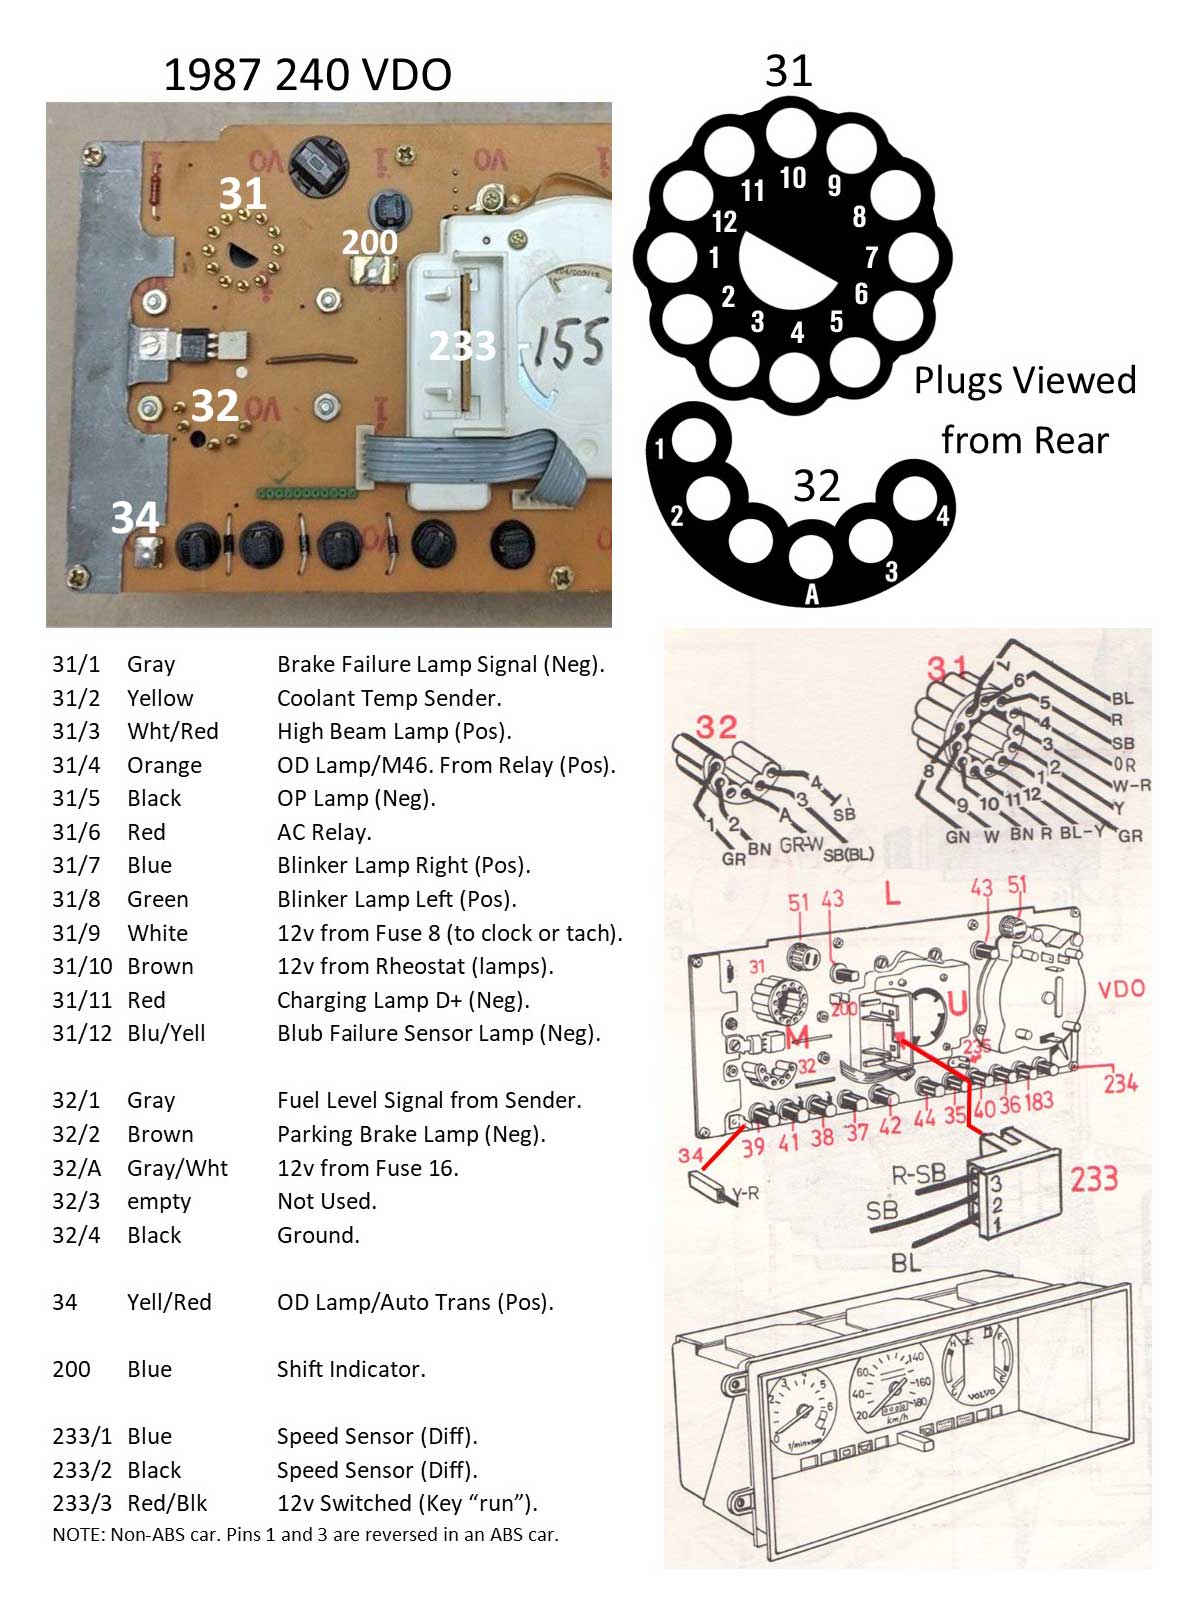 1987 240 VDO
31
200
233
155
32
34
VO
i
31
10
9
8
7
6
5
4
3
2
1
12
11
Plugs Viewed
from Rear
32
1
2
A
3
4
31/1 Gray Brake Failure Lamp Signal (Neg).
31/2 Yellow Coolant Temp Sender.
31/3 Wht/Red High Beam Lamp (Pos).
31/4 Orange OD Lamp/M46. From Relay (Pos).
31/5 Black OP Lamp (Neg).
31/6 Red AC Relay.
31/7 Blue Blinker Lamp Right (Pos).
31/8 Green Blinker Lamp Left (Pos).
31/9 White 12v from Fuse 8 (to clock or tach).
31/10 Brown 12v from Rheostat (lamps).
31/11 Red Charging Lamp D+ (Neg).
31/12 Blu/Yell Blub Failure Sensor Lamp (Neg).
32/1 Gray Fuel Level Signal from Sender.
32/2 Brown Parking Brake Lamp (Neg).
32/A Gray/Wht 12v from Fuse 16.
32/3 empty Not Used.
32/4 Black Ground.
34 Yell/Red OD Lamp/Auto Trans (Pos).
200 Blue Shift Indicator.
233/1 Blue Speed Sensor (Diff).
233/2 Black Speed Sensor (Diff).
233/3 Red/Blk 12v Switched (Key “run”).
NOTE: Non-ABS car. Pins 1 and 3 are reversed in an ABS car.
31
7
6
5
4
3
2
1
12
11
10
9
8
BL
R
SB
OR
W-R
Y
GN W BN R BL-Y GR
32
1
2
A
3
4
SB
GR BN GR-W SB(BL)
51 43 L 43 51
31
200
U
VDO
M
32
235
234
39 41 38 37 42 44 35 40 36 183
34
Y-R
R-SB
SB
BL
3
2
1
233
2 3 4 5 6
0
1/min×1000
20 40 60 140 160 180
km/h
H
C
F
VOLVO